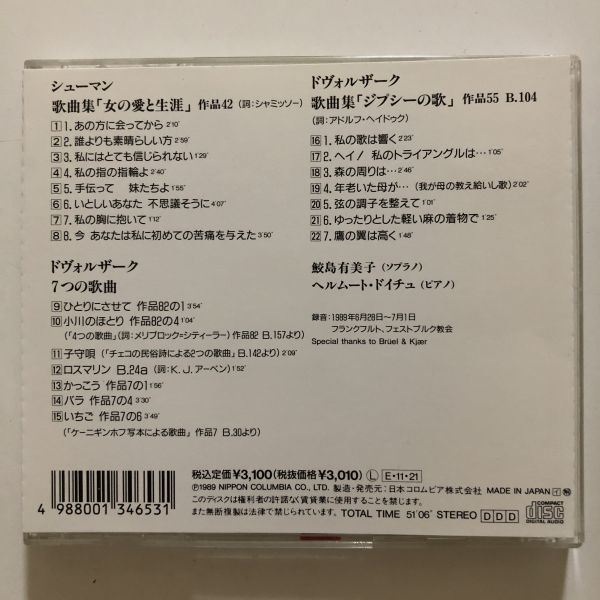 シューマン
歌曲集「女の愛と生涯」 作品42 (詞:シャミッソー)
1 1. あの方に会ってから 2'10"
2 2. 誰よりも素晴らしい方 2'59"
3 3. 私にはとても信じられない 1'29"
4 4. 私の指の指輪よ 2'40"
5 5. 手伝って 妹たちよ 1'55"
6 6. いとしいあなた 不思議そうに 4'07"
7 7. 私の胸に抱いて 1'12"
8 8. 今 あなたは私に初めての苦痛を与えた 3'50"
ドヴォルザーク
7つの歌曲
9 ひとりにさせて 作品82の1 3'54"
10 小川のほとり 作品82の4 1'04"
(「4つの歌曲」(詞:メリブロック=シティーラー) 作品82 B.157より)
11 子守唄 (「チェコの民俗詩による2つの歌曲」B.142より) 2'09"
12 ロスマリン B.24a (詞:K.J.アーベン) 1'52"
13 かっこう 作品7の1 1'56"
14 バラ 作品7の4 3'30"
15 いちご 作品7の6 3'49"
(「ケーニギンホフ写本による歌曲」作品7 B.30より)
ドヴォルザーク
歌曲集「ジプシーの歌」 作品55 B.104
(詞:アドルフ・ヘイドゥク)
16 1. 私の歌は響く 2'23"
17 2. ヘイ! 私のトライアングルは… 1'05"
18 3. 森の周りは… 2'46"
19 4. 年老いた母が… (我が母の教え給いし歌) 2'02"
20 5. 弦の調子を整えて 1'01"
21 6. ゆったりとした軽い麻の着物で 1'25"
22 7. 鷹の翼は高く 1'48"
鮫島有美子 (ソプラノ)
ヘルムート・ドイチュ (ピアノ)
録音:1989年6月28日〜7月1日
フランクフルト、フェストブルク教会
Special thanks to Brüel & Kjær
税込定価¥3,100(税抜価格¥3,010) L E・11・21
Ⓟ1989 NIPPON COLUMBIA CO., LTD. 製造・発売元:日本コロムビア株式会社 MADE IN JAPAN
このディスクは権利者の許諾なく賃貸業に使用することを禁じます。
また無断複製は法律で禁じられています。 TOTAL TIME 51'06" STEREO DDD
COMPACT
disc
DIGITAL AUDIO
4 988001 346531